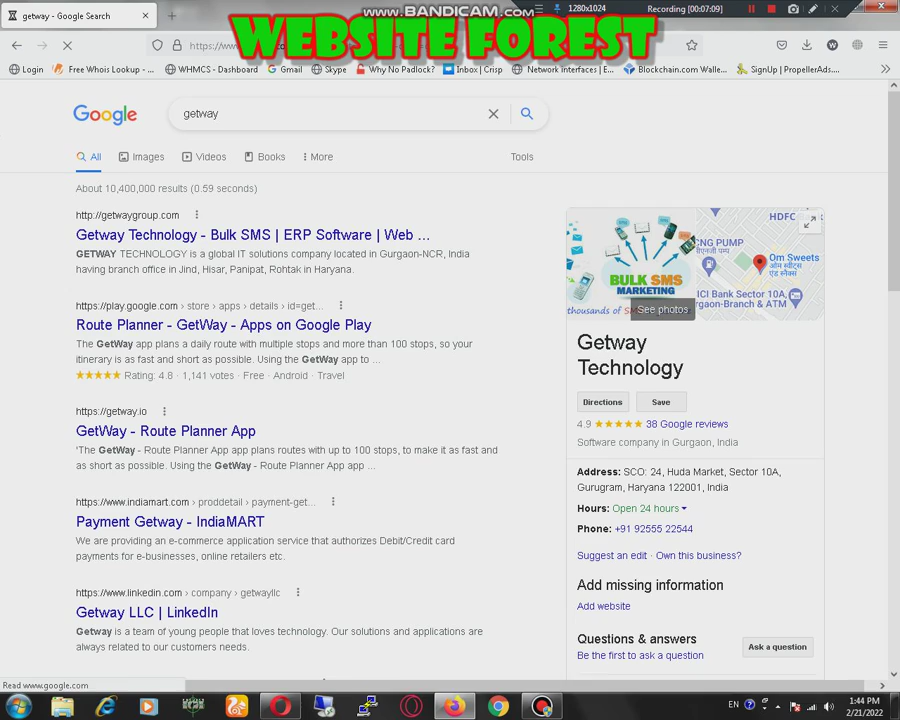 getway - Google Search
www.BANDICAM.com
1280x1024
Recording [00:07:09]
https://ww
WEBSITE FOREST
Login
Free Whois Lookup - ...
WHMCS - Dashboard
Gmail
Skype
Why No Padlock?
Inbox | Crisp
Network Interfaces | E...
Blockchain.com Walle...
SignUp | PropellerAds....
Google
getway
All
Images
Videos
Books
More
Tools
About 10,400,000 results (0.59 seconds)
http://getwaygroup.com
Getway Technology - Bulk SMS | ERP Software | Web ...
GETWAY TECHNOLOGY is a global IT solutions company located in Gurgaon-NCR, India
having branch office in Jind, Hisar, Panipat, Rohtak in Haryana.
https://play.google.com › store › apps › details › id=get...
Route Planner - GetWay - Apps on Google Play
The GetWay app plans a daily route with multiple stops and more than 100 stops, so your
itinerary is as fast and short as possible. Using the GetWay app to ...
Rating: 4.8 · 1,141 votes · Free · Android · Travel
https://getway.io
GetWay - Route Planner App
'The GetWay - Route Planner App app plans routes with up to 100 stops, to make it as fast and
as short as possible. Using the GetWay - Route Planner App app ...
https://www.indiamart.com › proddetail › payment-get...
Payment Getway - IndiaMART
We are providing an e-commerce application service that authorizes Debit/Credit card
payments for e-businesses, online retailers etc.
https://www.linkedin.com › company › getwayllc
Getway LLC | LinkedIn
Getway is a team of young people that loves technology. Our solutions and applications are
always related to our customers needs.
BULK SMS
MARKETING
thousands of
See photos
HDFC
CNG PUMP
Om Sweets
ओम स्वीट्स
ICI Bank Sector 10A,
rgaon-Branch & ATM
Getway
Technology
Directions
Save
4.9
38 Google reviews
Software company in Gurgaon, India
Address: SCO: 24, Huda Market, Sector 10A,
Gurugram, Haryana 122001, India
Hours: Open 24 hours
Phone: +91 92555 22544
Suggest an edit · Own this business?
Add missing information
Add website
Questions & answers
Be the first to ask a question
Ask a question
Read www.google.com
EN
1:44 PM
2/21/2022